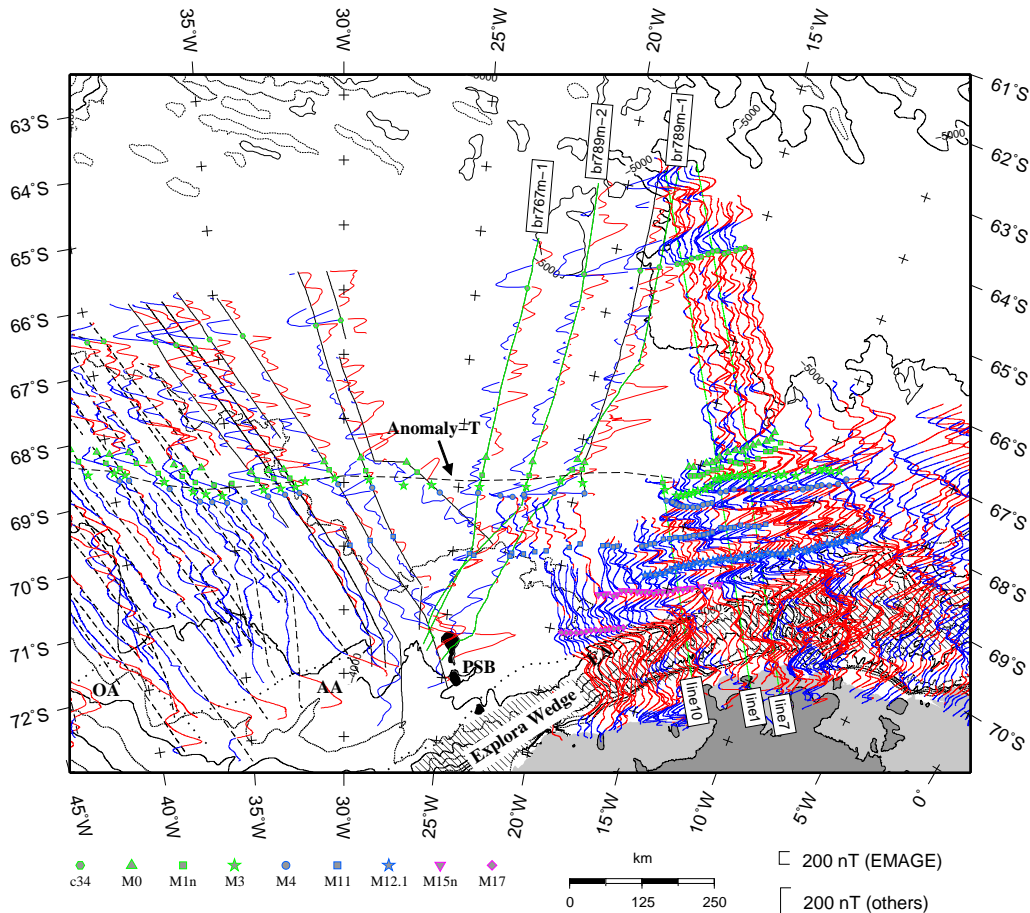 35°W 30°W 25°W 20°W 15°W
61°S
62°S
63°S
64°S
65°S
66°S
67°S
68°S
69°S
70°S
63°S
64°S
65°S
66°S
67°S
68°S
69°S
70°S
71°S
72°S
66°S
-5000
-5000
-5000
-5000
-5000
-5000
br767m-1
br789m-2
br789m-1
Anomaly-T
PSB
OA
AA
Explora Wedge
line10
line1
line7
45°W 40°W 35°W 30°W 25°W 20°W 15°W 10°W 5°W 0°
c34 M0 M1n M3 M4 M11 M12.1 M15n M17
km
0 125 250
200 nT (EMAGE)
200 nT (others)